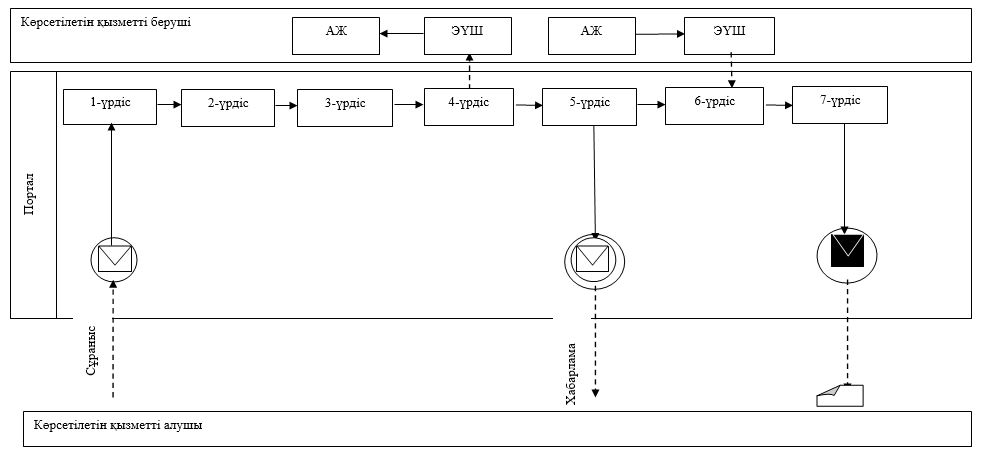 Көрсетілетін қызметті беруші
АЖ ЭҮШ АЖ ЭҮШ
1-үрдіс 2-үрдіс 3-үрдіс 4-үрдіс 5-үрдіс 6-үрдіс 7-үрдіс
Портал
Сұраныс
Хабарлама
Көрсетілетін қызметті алушы